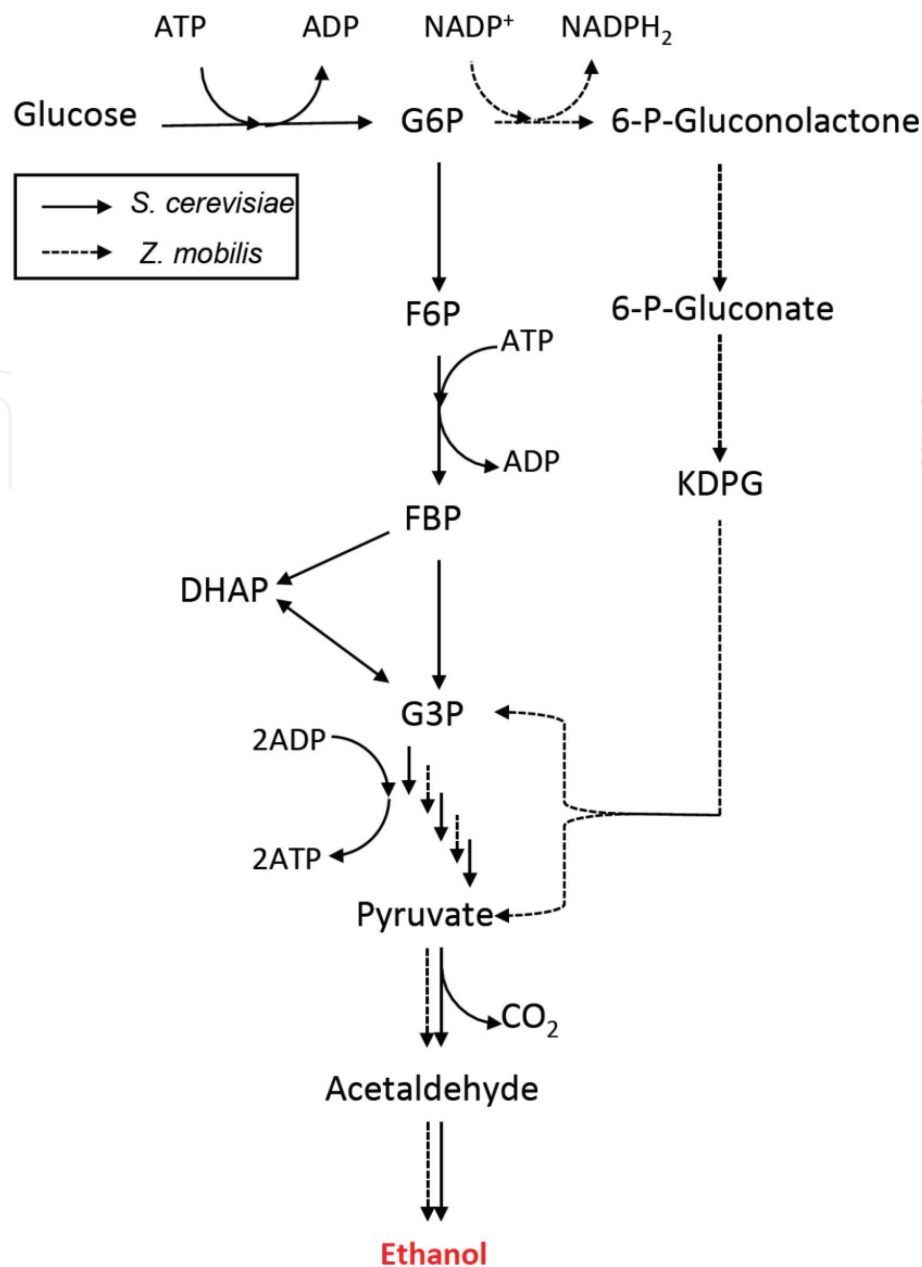 ATP ADP NADP⁺ NADPH₂
Glucose G6P 6-P-Gluconolactone
S. cerevisiae
Z. mobilis
F6P 6-P-Gluconate
ATP
ADP
KDPG
FBP
DHAP
G3P
2ADP
2ATP
Pyruvate
CO₂
Acetaldehyde
Ethanol